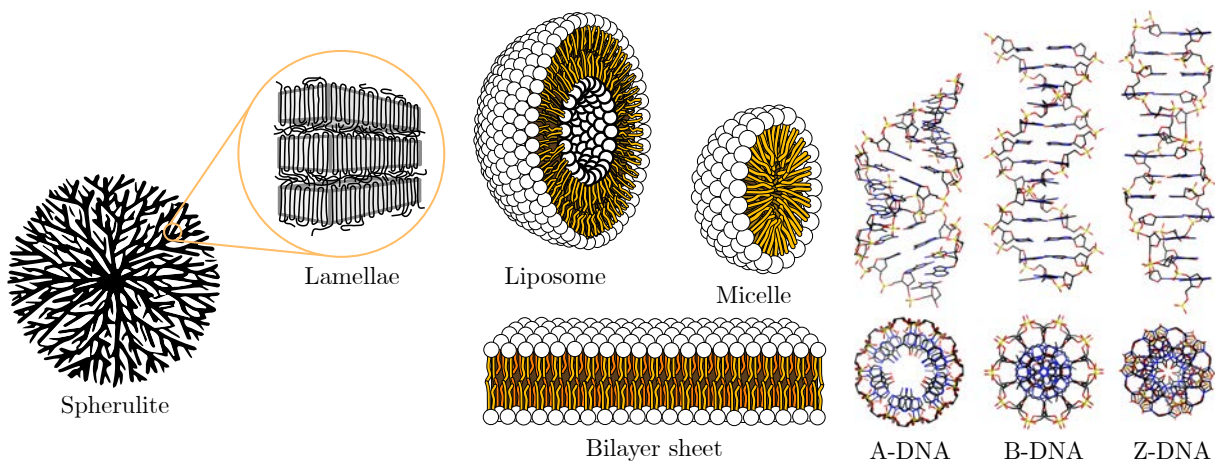 Lamellae
Liposome
Micelle
Spherulite
Bilayer sheet
A-DNA
B-DNA
Z-DNA